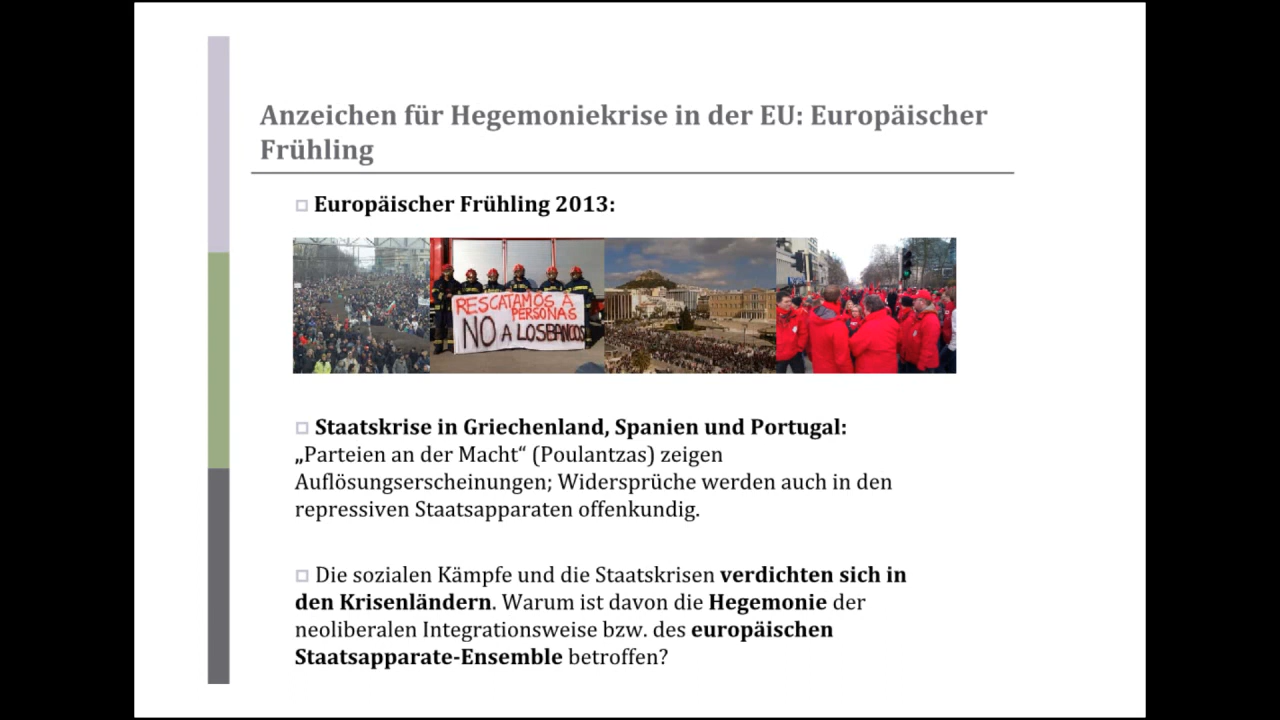 Anzeichen für Hegemoniekrise in der EU: Europäischer
Frühling
Europäischer Frühling 2013:
RESCATAMOS A
PERSONAS
NO A LOS BANCOS
Staatskrise in Griechenland, Spanien und Portugal:
„Parteien an der Macht“ (Poulantzas) zeigen
Auflösungserscheinungen; Widersprüche werden auch in den
repressiven Staatsapparaten offenkundig.
Die sozialen Kämpfe und die Staatskrisen verdichten sich in
den Krisenländern. Warum ist davon die Hegemonie der
neoliberalen Integrationsweise bzw. des europäischen
Staatsapparate-Ensemble betroffen?